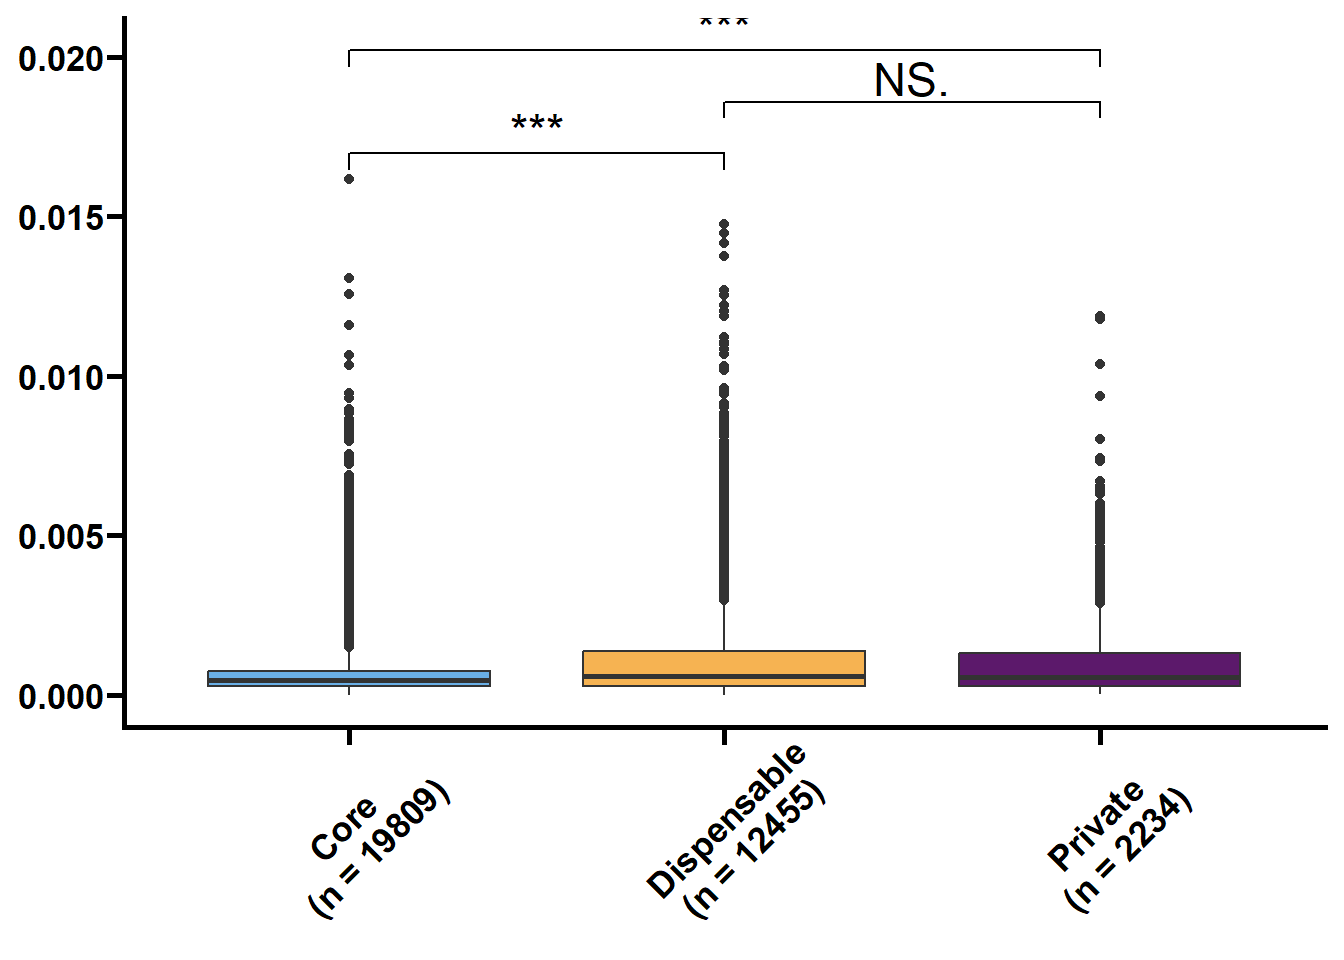 ***
0.020
NS.
***
0.015
0.010
0.005
0.000
Core
(n = 19809)
Dispensable
(n = 12455)
Private
(n = 2234)